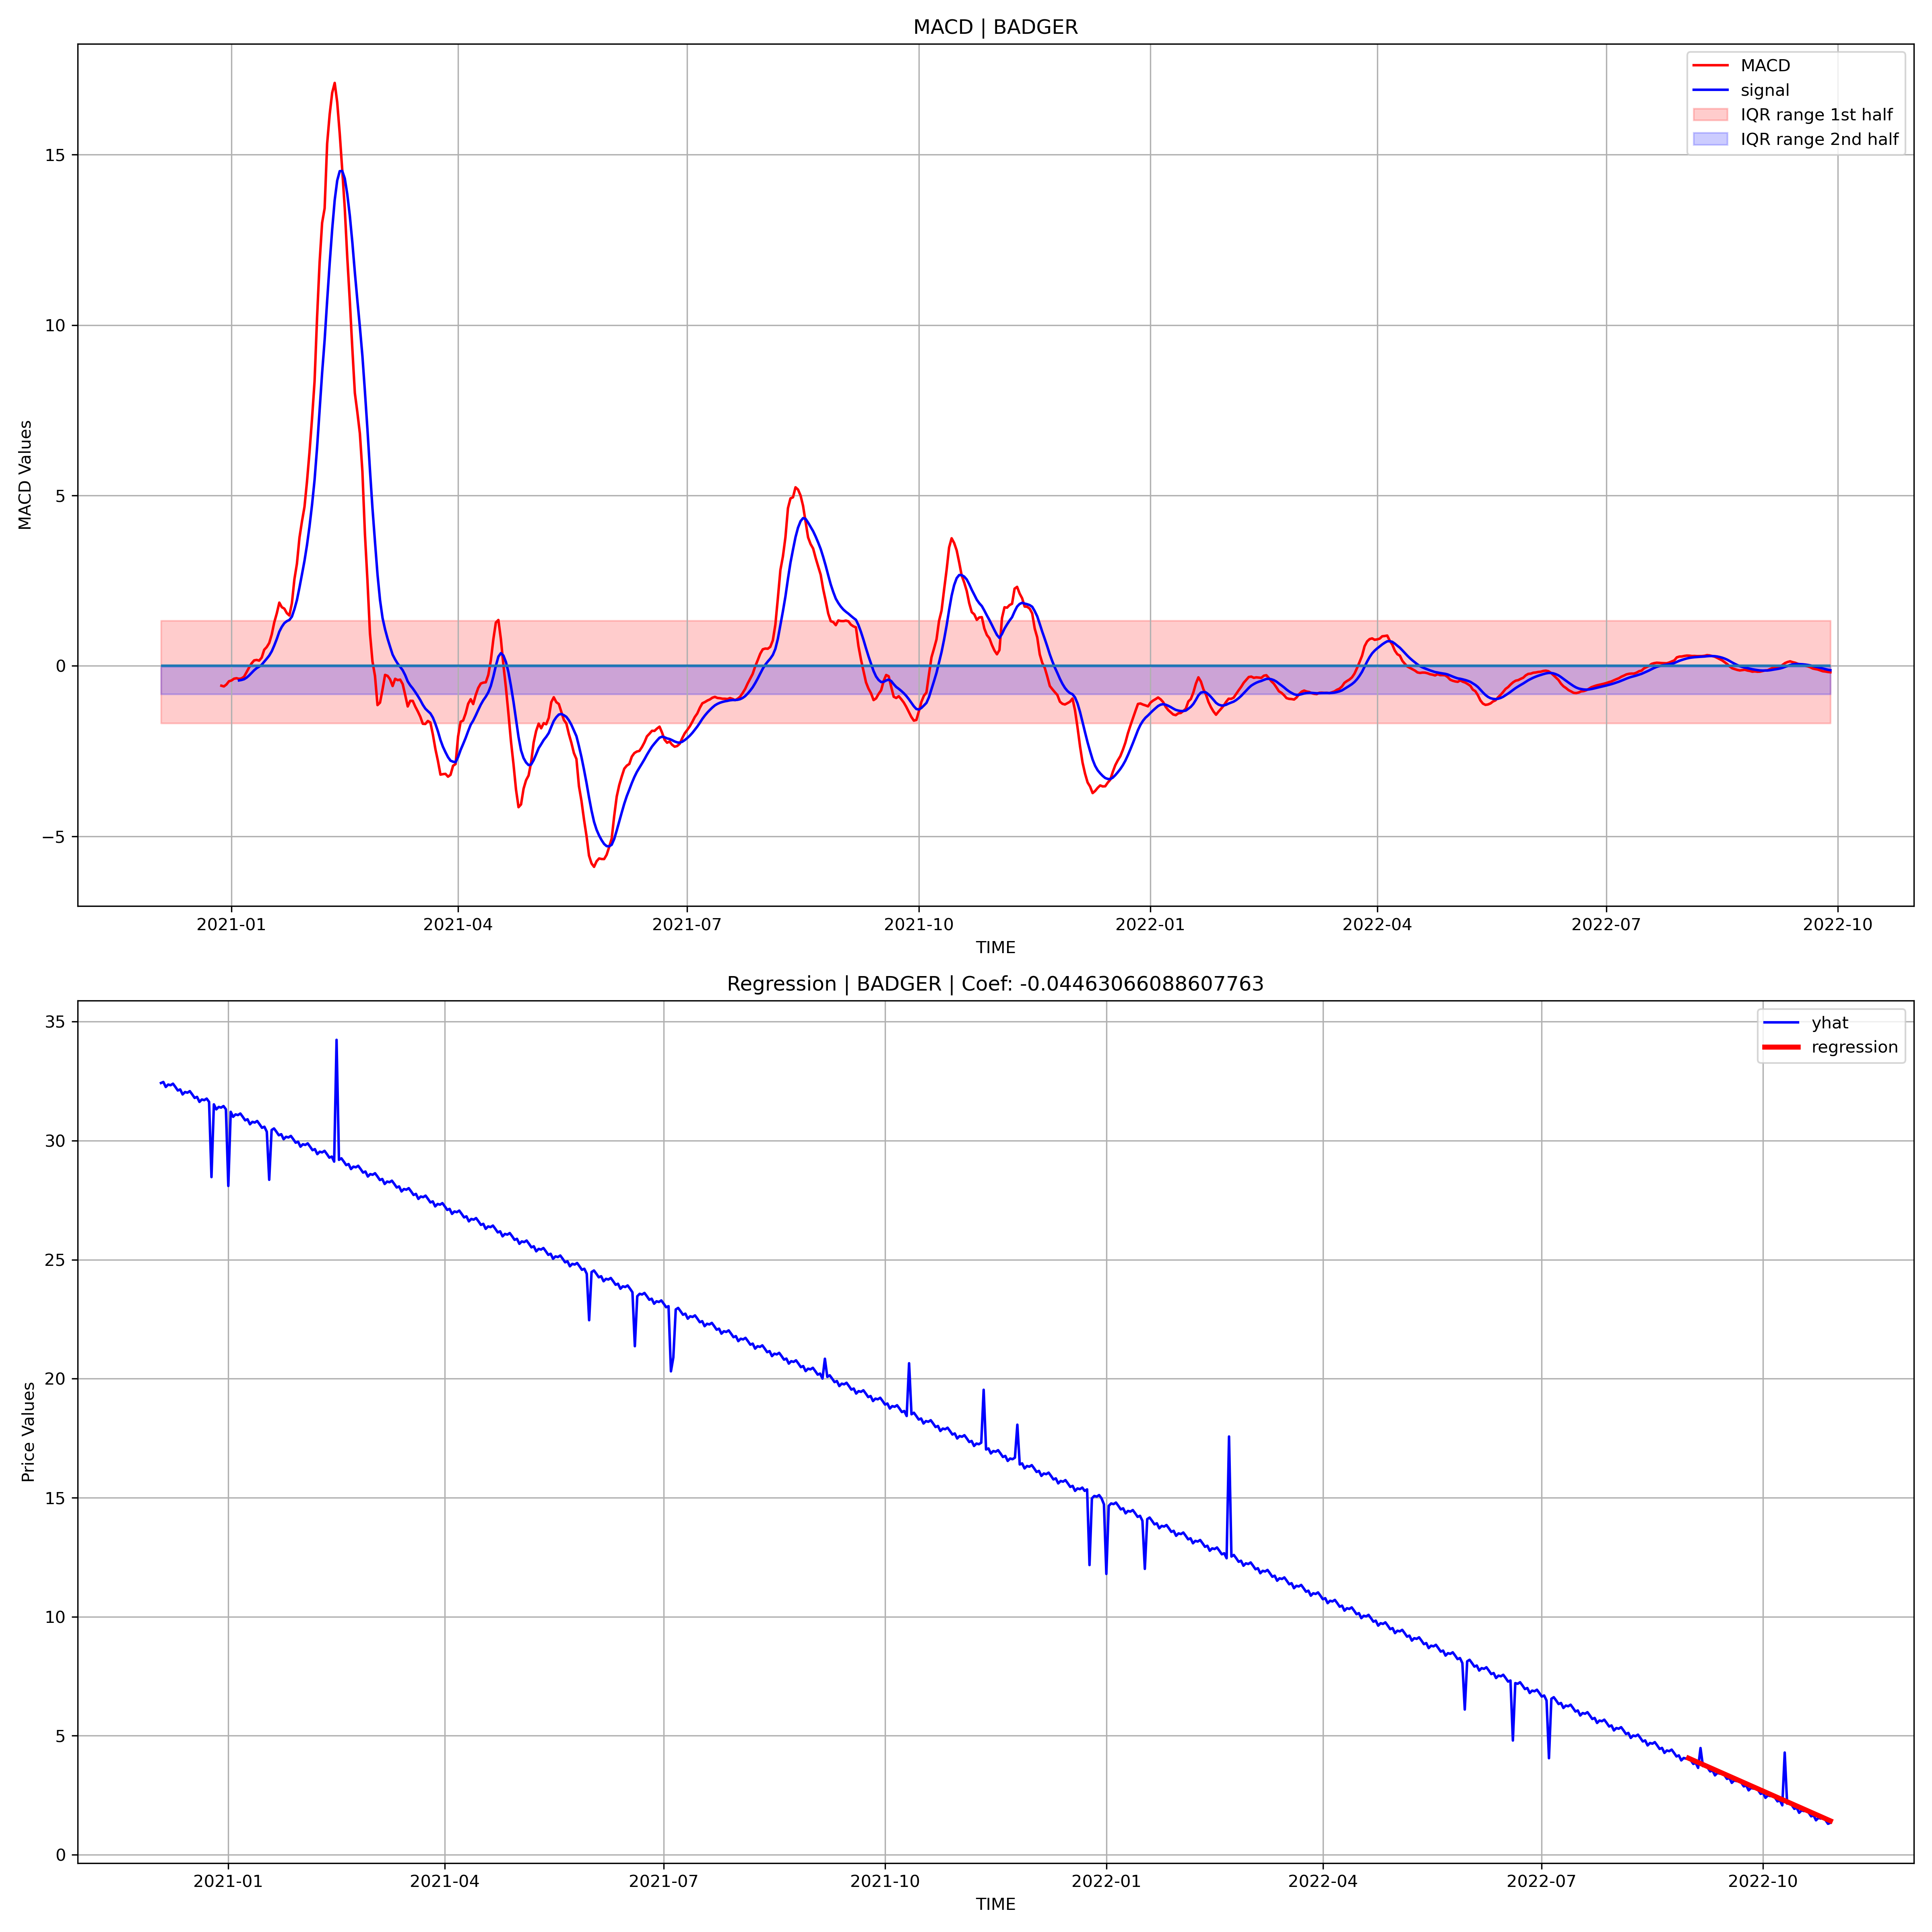 MACD | BADGER
MACD
signal
IQR range 1st half
IQR range 2nd half
15
10
5
0
−5
MACD Values
2021-01 2021-04 2021-07 2021-10 2022-01 2022-04 2022-07 2022-10
TIME
Regression | BADGER | Coef: -0.04463066088607763
yhat
regression
35
30
25
20
15
10
5
0
Price Values
2021-01 2021-04 2021-07 2021-10 2022-01 2022-04 2022-07 2022-10
TIME